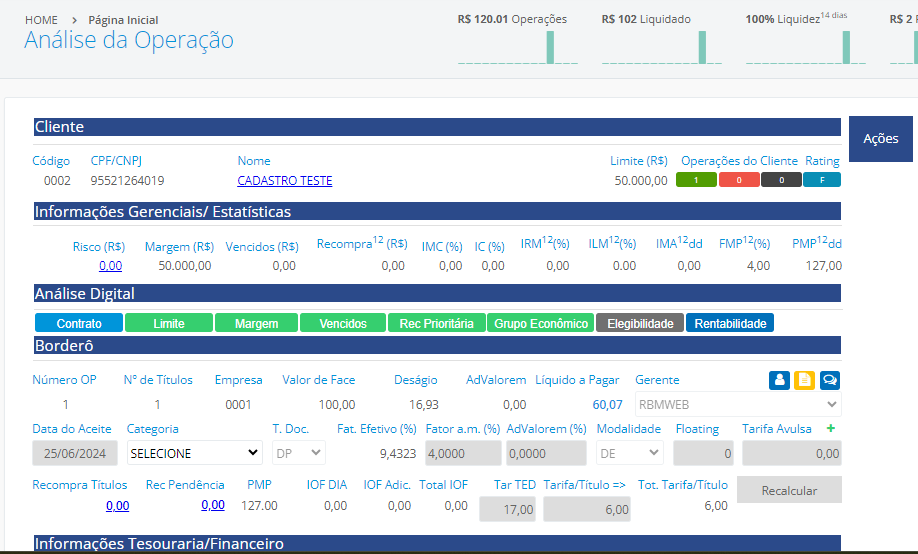 HOME > Página Inicial
R$ 120.01 Operações R$ 102 Liquidado 100% Liquidez 14 dias R$ 2
Análise da Operação
Cliente
Ações
Código CPF/CNPJ Nome Limite (R$) Operações do Cliente Rating
0002 95521264019 CADASTRO TESTE 50.000,00 1 0 0 F
Informações Gerenciais/ Estatísticas
Risco (R$) Margem (R$) Vencidos (R$) Recompra12 (R$) IMC (%) IC (%) IRM12(%) ILM12(%) IMA12dd FMP12(%) PMP12dd
0,00 50.000,00 0,00 0,00 0,00 0,00 0,00 0.00 0,00 4,00 127,00
Análise Digital
Contrato Limite Margem Vencidos Rec Prioritária Grupo Econômico Elegibilidade Rentabilidade
Borderô
Número OP Nº de Títulos Empresa Valor de Face Deságio AdValorem Líquido a Pagar Gerente
1 1 0001 100,00 16,93 0,00 60,07 RBMWEB
Data do Aceite Categoria T. Doc. Fat. Efetivo (%) Fator a.m. (%) AdValorem (%) Modalidade Floating Tarifa Avulsa +
25/06/2024 SELECIONE DP 9,4323 4,0000 0,0000 DE 0 0,00
Recompra Títulos Rec Pendência PMP IOF DIA IOF Adic. Total IOF Tar TED Tarifa/Título => Tot. Tarifa/Título
0,00 0,00 127.00 0,00 0,00 0,00 17,00 6,00 6,00 Recalcular
Informações Tesouraria/Financeiro